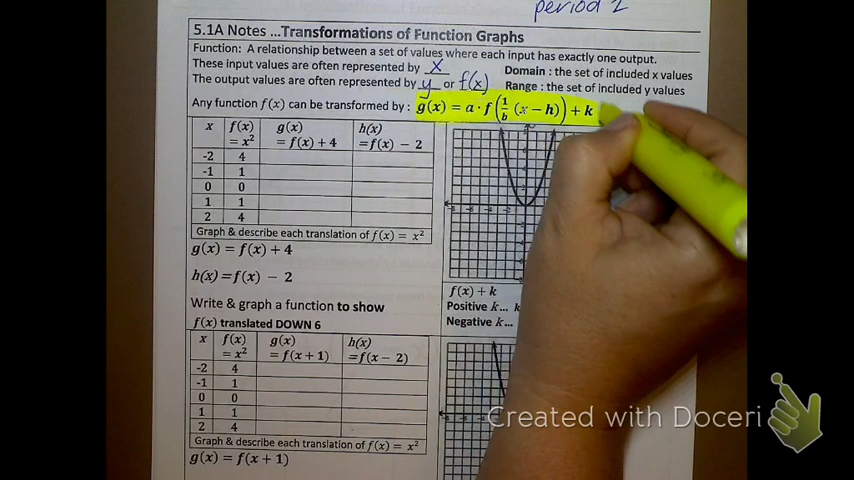 period 2
5.1A Notes ...Transformations of Function Graphs
Function: A relationship between a set of values where each input has exactly one output.
These input values are often represented by x
Domain : the set of included x values
The output values are often represented by y or f(x)
Range : the set of included y values
Any function f(x) can be transformed by : g(x) = a · f(1/b (x − h)) + k
x f(x) = x² g(x) = f(x) + 4 h(x) = f(x) − 2
-2 4
-1 1
0 0
1 1
2 4
Graph & describe each translation of f(x) = x²
g(x) = f(x) + 4
h(x) = f(x) − 2
f(x) + k
Positive k...
Negative k...
Write & graph a function to show
f(x) translated DOWN 6
x f(x) = x² g(x) = f(x + 1) h(x) = f(x − 2)
-2 4
-1 1
0 0
1 1
2 4
Graph & describe each translation of f(x) = x²
g(x) = f(x + 1)
Created with Doceri